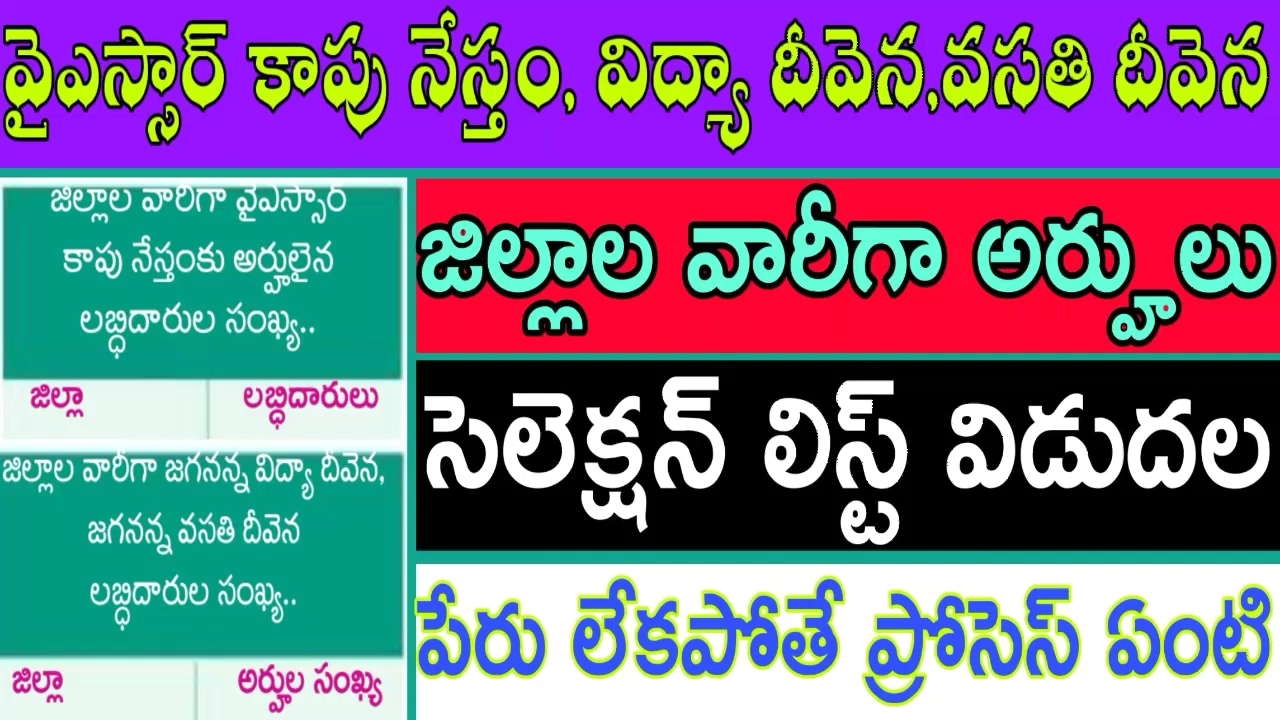 వైఎస్సార్ కాపు నేస్తం, విద్యా దీవెన,వసతి దీవెన
జిల్లాల వారీగా వైఎస్సార్
కాపు నేస్తంకు అర్హులైన
లబ్ధిదారుల సంఖ్య..
జిల్లా లబ్ధిదారులు
జిల్లాల వారీగా జగనన్న విద్యా దీవెన,
జగనన్న వసతి దీవెన
లబ్ధిదారుల సంఖ్య..
జిల్లా అర్హుల సంఖ్య
జిల్లాల వారీగా అర్హులు
సెలెక్షన్ లిస్ట్ విడుదల
పేరు లేకపోతే ప్రోసెస్ ఏంటి